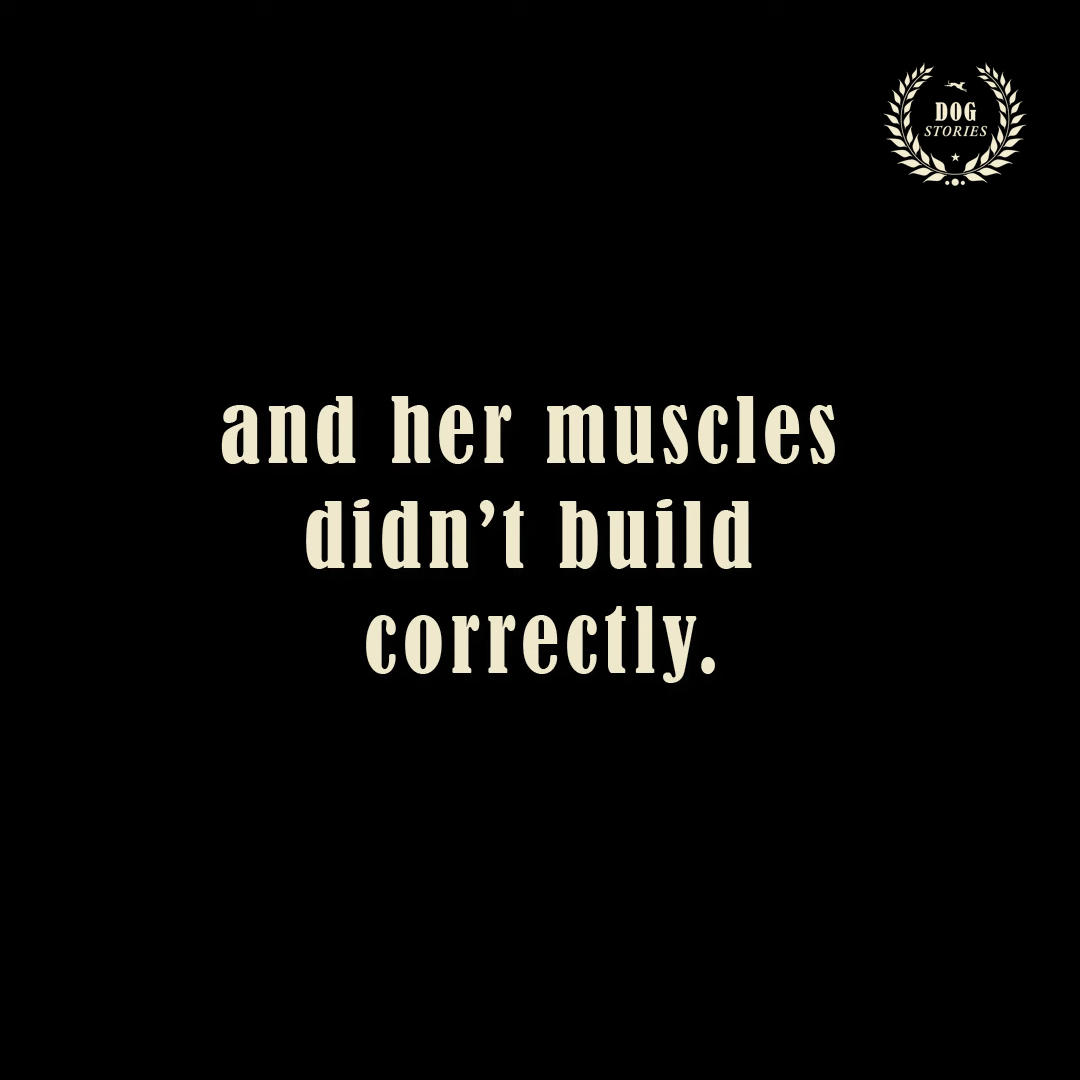 DOG
STORIES
and her muscles
didn’t build
correctly.